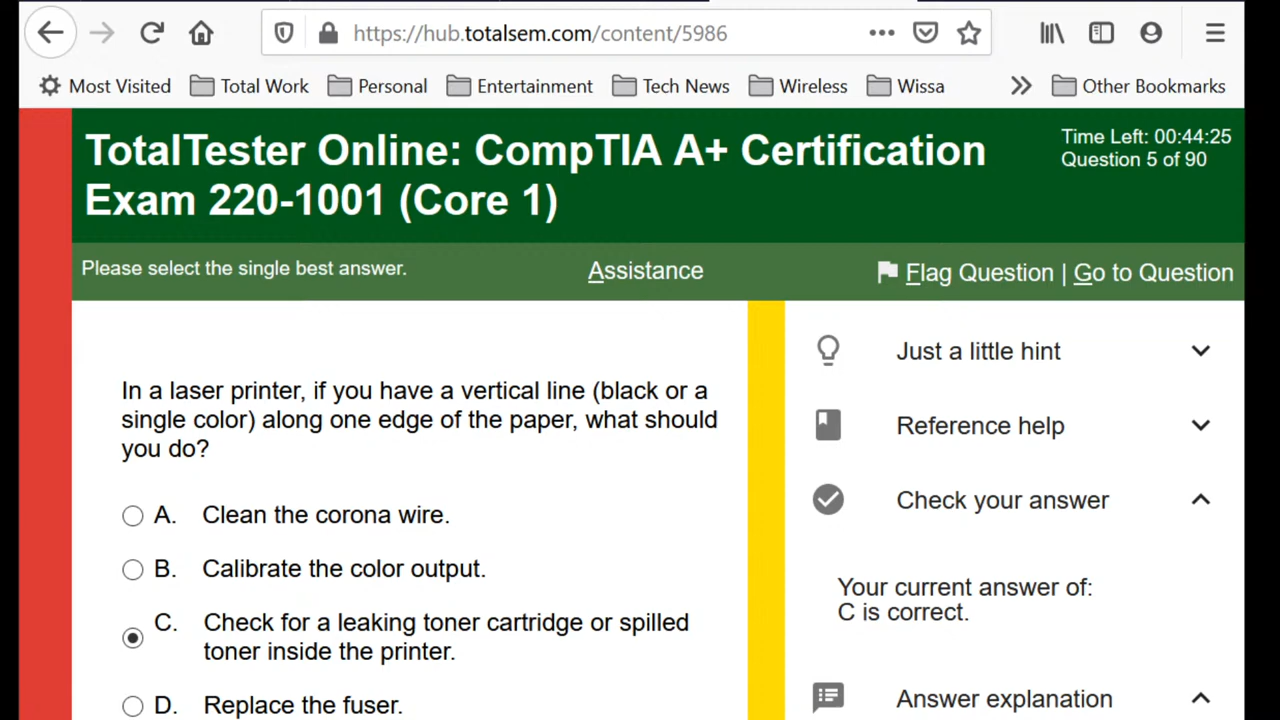 https://hub.totalsem.com/content/5986
Most Visited Total Work Personal Entertainment Tech News Wireless Wissa Other Bookmarks
TotalTester Online: CompTIA A+ Certification
Exam 220-1001 (Core 1)
Time Left: 00:44:25
Question 5 of 90
Please select the single best answer.
Assistance
Flag Question | Go to Question
In a laser printer, if you have a vertical line (black or a
single color) along one edge of the paper, what should
you do?
A. Clean the corona wire.
B. Calibrate the color output.
C. Check for a leaking toner cartridge or spilled
toner inside the printer.
D. Replace the fuser.
Just a little hint
Reference help
Check your answer
Your current answer of:
C is correct.
Answer explanation